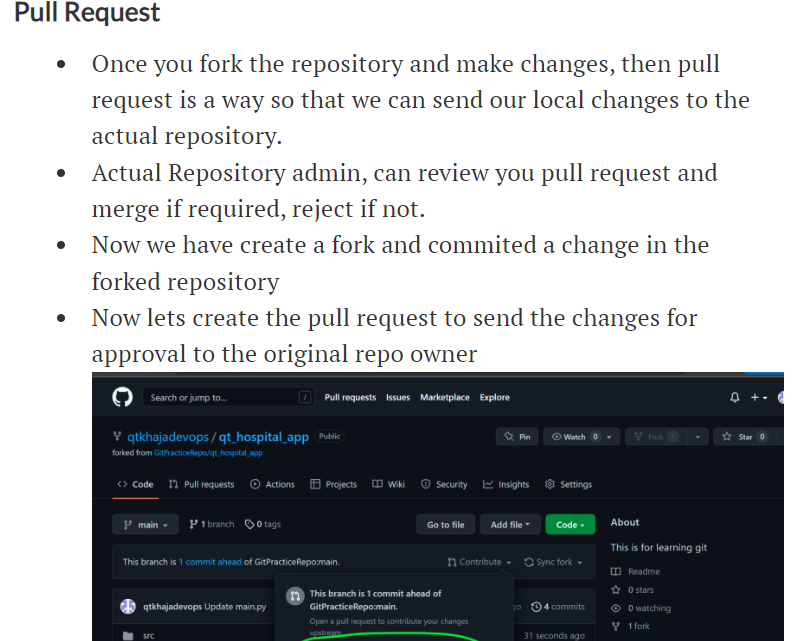 Pull Request
Once you fork the repository and make changes, then pull
request is a way so that we can send our local changes to the
actual repository.
Actual Repository admin, can review you pull request and
merge if required, reject if not.
Now we have create a fork and commited a change in the
forked repository
Now lets create the pull request to send the changes for
approval to the original repo owner
Search or jump to... /
Pull requests Issues Marketplace Explore
qtkhajadevops / qt_hospital_app Public
Pin Watch 0 Fork Star 0
forked from GitPracticeRepo/qt_hospital_app
Code Pull requests Actions Projects Wiki Security Insights Settings
main 1 branch 0 tags Go to file Add file Code
About
This is for learning git
This branch is 1 commit ahead of GitPracticeRepo:main. Contribute Sync fork
Readme
0 stars
This branch is 1 commit ahead of
GitPracticeRepo:main.
Open a pull request to contribute your changes
upstream.
qtkhajadevops Update main.py
4 commits
0 watching
1 fork
src
31 seconds ago